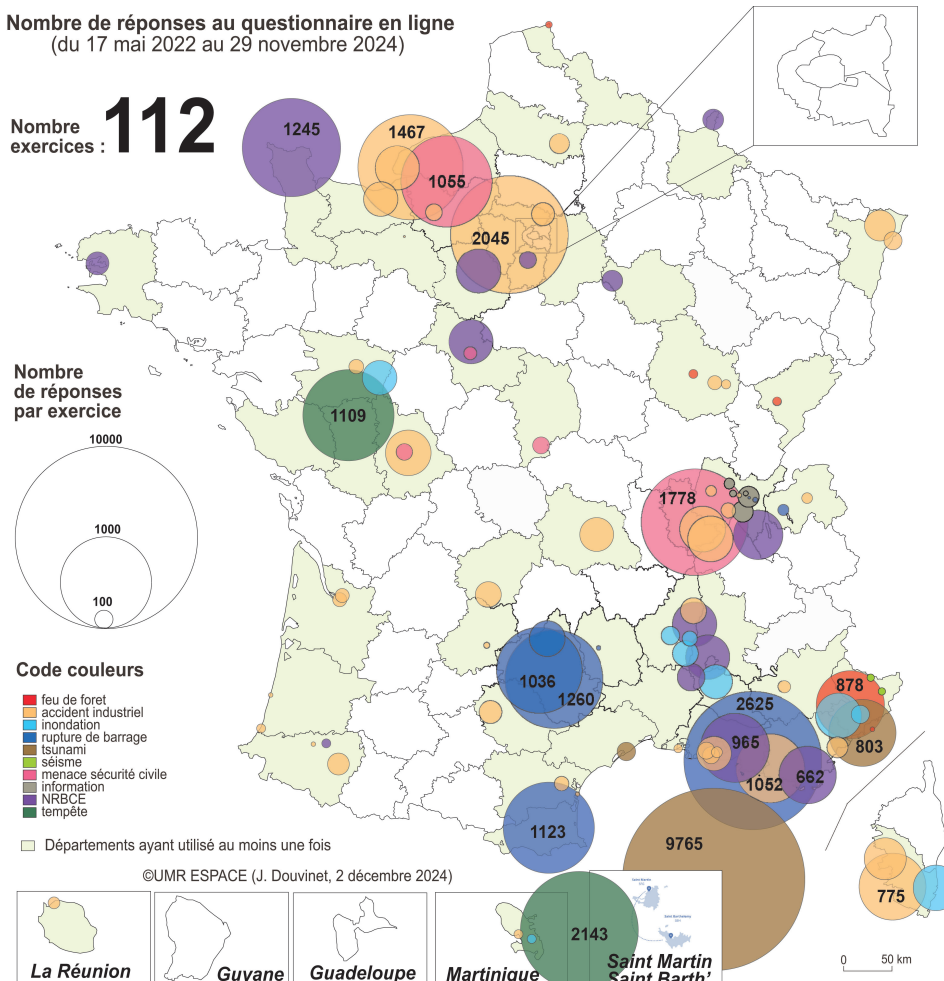 Nombre de réponses au questionnaire en ligne
(du 17 mai 2022 au 29 novembre 2024)
Nombre
exercices : 112
1245
1467
1055
2045
Nombre
de réponses
par exercice
10000
1000
100
1109
1778
1036
1260
878
2625
965
803
1052
662
1123
9765
775
2143
Code couleurs
feu de foret
accident industriel
inondation
rupture de barrage
tsunami
séisme
menace sécurité civile
information
NRBCE
tempête
Départements ayant utilisé au moins une fois
©UMR ESPACE (J. Douvinet, 2 décembre 2024)
La Réunion
Guyane
Guadeloupe
Martinique
Saint Martin
Saint Barth'
Saint Martin
0 50 km